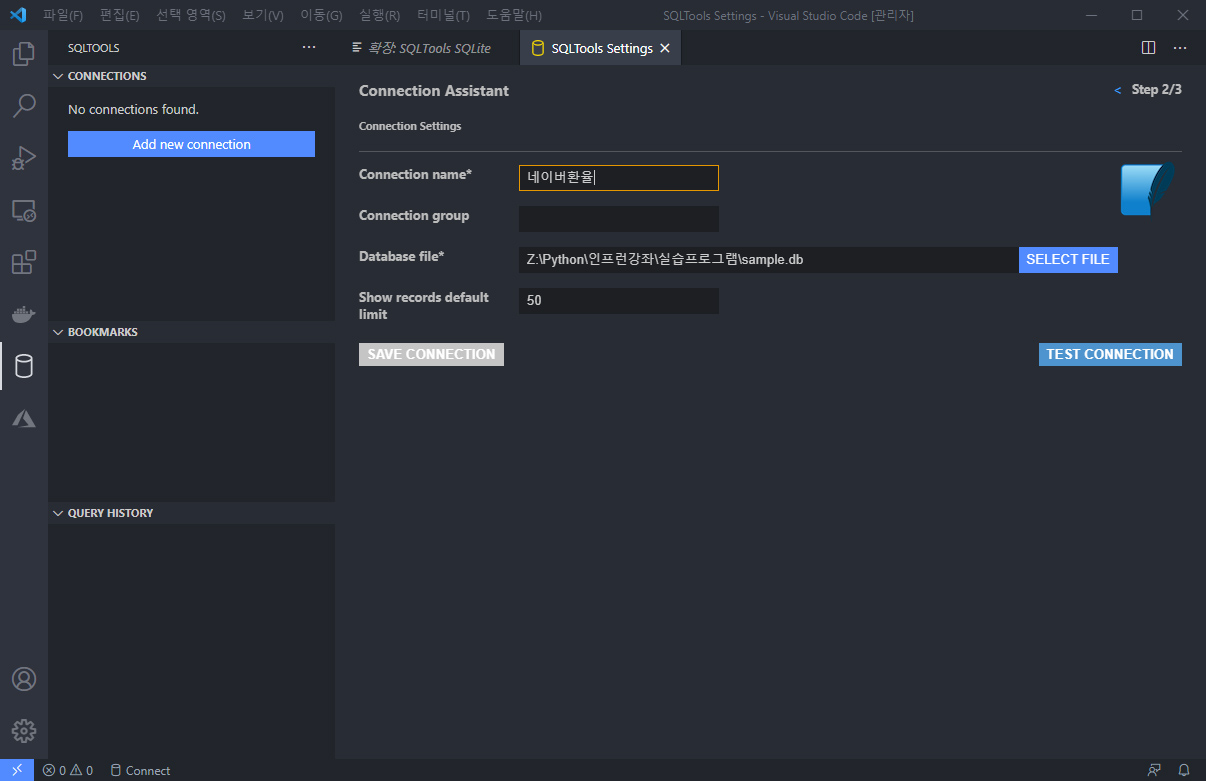 파일(F) 편집(E) 선택 영역(S) 보기(V) 이동(G) 실행(R) 터미널(T) 도움말(H) SQLTools Settings - Visual Studio Code [관리자]
SQLTOOLS ···
확장: SQLTools SQLite SQLTools Settings
CONNECTIONS
No connections found.
Add new connection
BOOKMARKS
QUERY HISTORY
Connection Assistant < Step 2/3
Connection Settings
Connection name* 네이버환율
Connection group
Database file* Z:\Python\인프런강좌\실습프로그램\sample.db SELECT FILE
Show records default limit 50
SAVE CONNECTION TEST CONNECTION
0 0 Connect